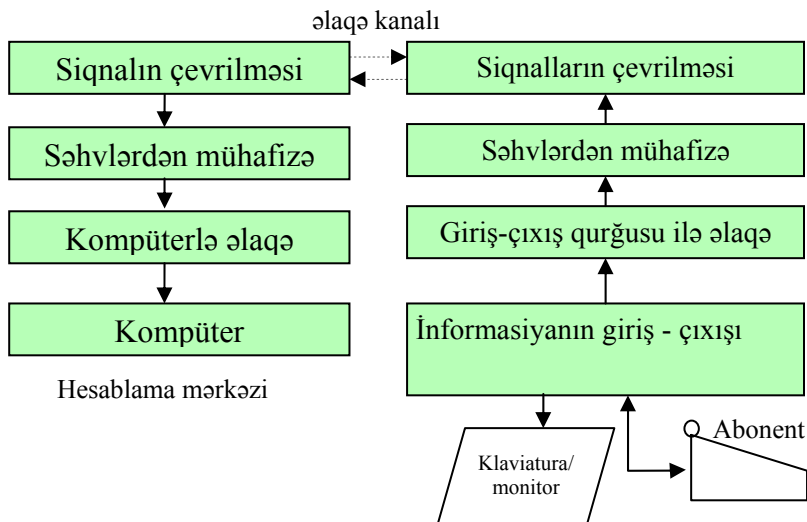 əlaqə kanalı
Siqnalın çevrilməsi
Səhvlərdən mühafizə
Kompüterlə əlaqə
Kompüter
Hesablama mərkəzi
Siqnalların çevrilməsi
Səhvlərdən mühafizə
Giriş-çıxış qurğusu ilə əlaqə
İnformasiyanın giriş - çıxışı
Klaviatura/
monitor
Abonent